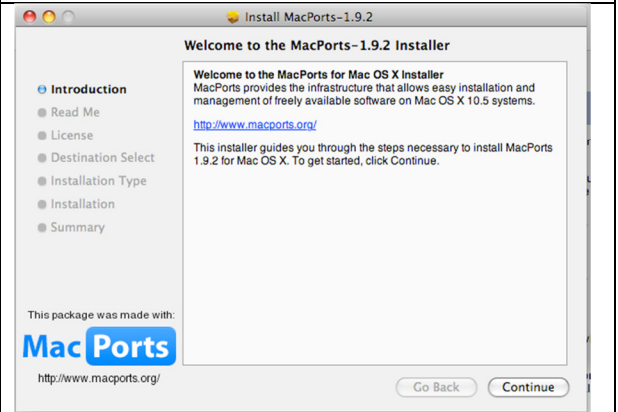 Install MacPorts-1.9.2
Welcome to the MacPorts-1.9.2 Installer
Introduction
Read Me
License
Destination Select
Installation Type
Installation
Summary
Welcome to the MacPorts for Mac OS X Installer
MacPorts provides the infrastructure that allows easy installation and
management of freely available software on Mac OS X 10.5 systems.
http://www.macports.org/
This installer guides you through the steps necessary to install MacPorts
1.9.2 for Mac OS X. To get started, click Continue.
This package was made with:
Mac Ports
http://www.macports.org/
Go Back
Continue